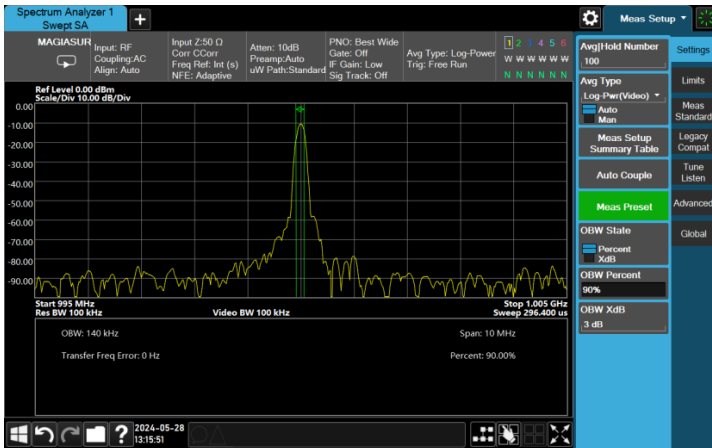 Spectrum Analyzer 1
Swept SA
+
Meas Setup
MAGIASUR
Input: RF
Coupling:AC
Align: Auto
Input Z:50 Ω
Corr CCorr
Freq Ref: Int (s)
NFE: Adaptive
Atten: 10dB
Preamp:Auto
uW Path:Standard
PNO: Best Wide
Gate: Off
IF Gain: Low
Sig Track: Off
Avg Type: Log-Power
Trig: Free Run
1 2 3 4 5 6
W W W W W W
N N N N N N
Ref Level 0.00 dBm
Scale/Div 10.00 dB/Div
0.00
-10.00
-20.00
-30.00
-40.00
-50.00
-60.00
-70.00
-80.00
-90.00
Start 995 MHz
Res BW 100 kHz
Video BW 100 kHz
Stop 1.005 GHz
Sweep 296.400 us
OBW: 140 kHz
Span: 10 MHz
Transfer Freq Error: 0 Hz
Percent: 90.00%
Avg|Hold Number
100
Avg Type
Log-Pwr(Video)
Auto
Man
Meas Setup
Summary Table
Auto Couple
Meas Preset
OBW State
Percent
XdB
OBW Percent
90%
OBW XdB
3 dB
Settings
Limits
Meas
Standard
Legacy
Compat
Tune
Listen
Advanced
Global
?
2024-05-28
13:15:51